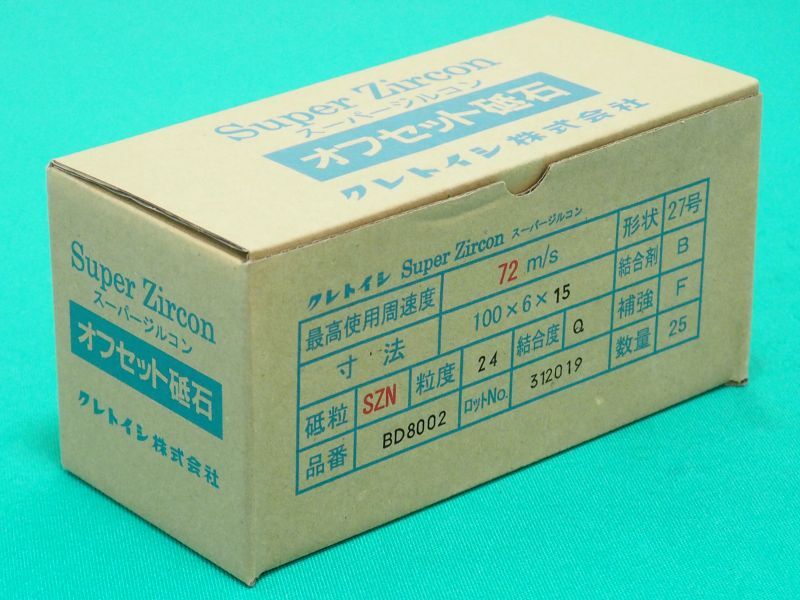 Super Zircon
スーパージルコン
オフセット砥石
クレトイシ株式会社
Super Zircon
スーパージルコン
オフセット砥石
クレトイシ株式会社
クレトイシ Super Zircon スーパージルコン
最高使用周速度 72 m/s 形状 27号
寸法 100×6×15 結合剤 B
砥粒 SZN 粒度 24 結合度 Q 補強 F
品番 BD8002 ロットNo. 312019 数量 25